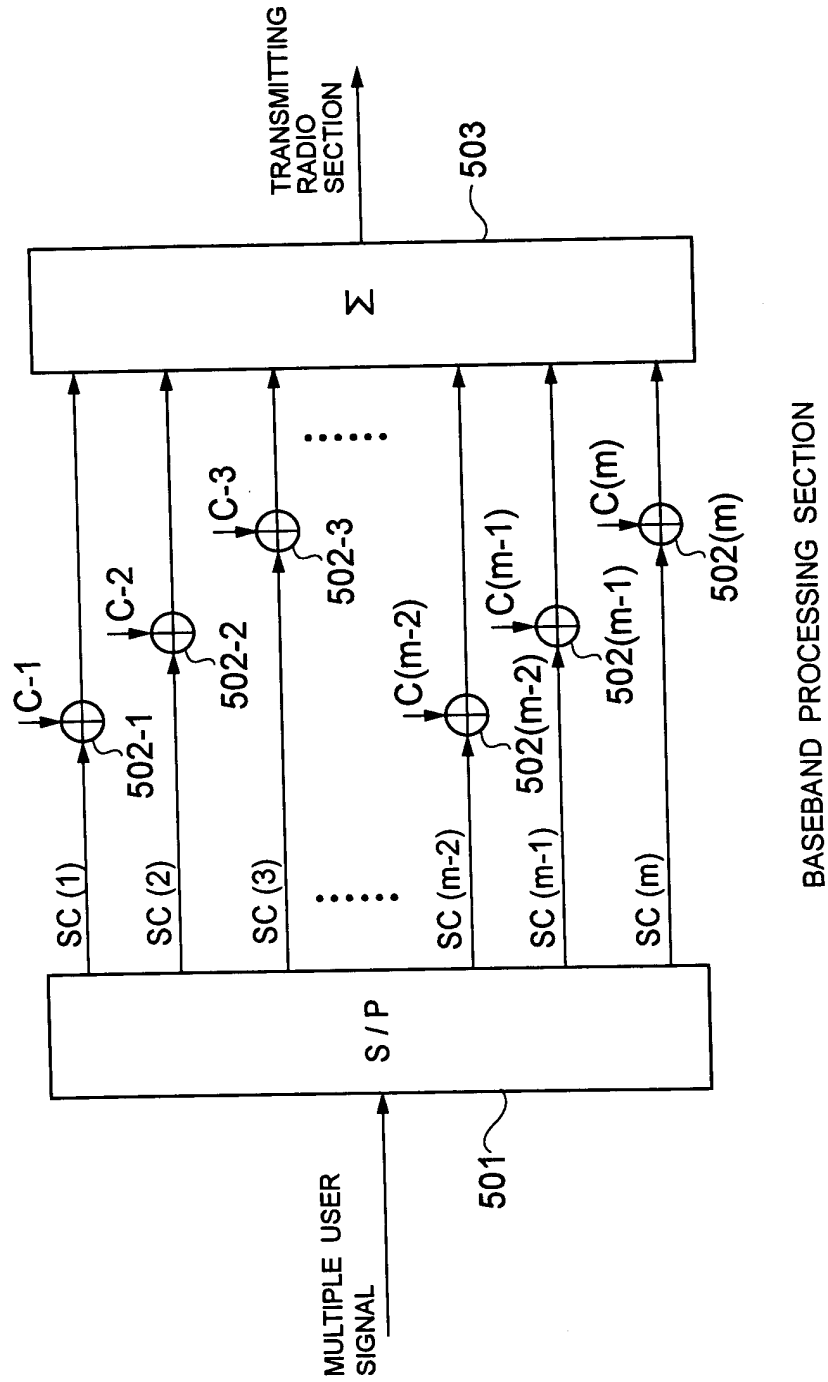 MULTIPLE USER
SIGNAL
501
S / P
SC (1)
SC (2)
SC (3)
SC (m-2)
SC (m-1)
SC (m)
C-1
502-1
C-2
502-2
C-3
502-3
C(m-2)
502(m-2)
C(m-1)
502(m-1)
C(m)
502(m)
Σ
503
TRANSMITTING
RADIO
SECTION
BASEBAND PROCESSING SECTION